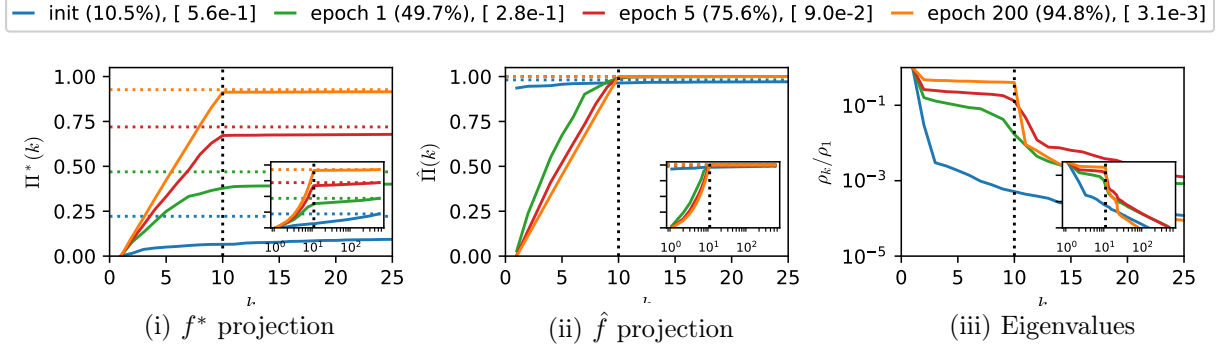 init (10.5%), [ 5.6e-1] epoch 1 (49.7%), [ 2.8e-1] epoch 5 (75.6%), [ 9.0e-2] epoch 200 (94.8%), [ 3.1e-3]
Π*(k)
1.00
0.75
0.50
0.25
0.00
0 5 10 15 20 25
10⁰ 10¹ 10²
k
(i) f* projection
Π̂(k)
1.00
0.75
0.50
0.25
0.00
0 5 10 15 20 25
10⁰ 10¹ 10²
k
(ii) f̂ projection
ρₖ/ρ₁
10⁻¹
10⁻³
10⁻⁵
0 5 10 15 20 25
10⁰ 10¹ 10²
k
(iii) Eigenvalues